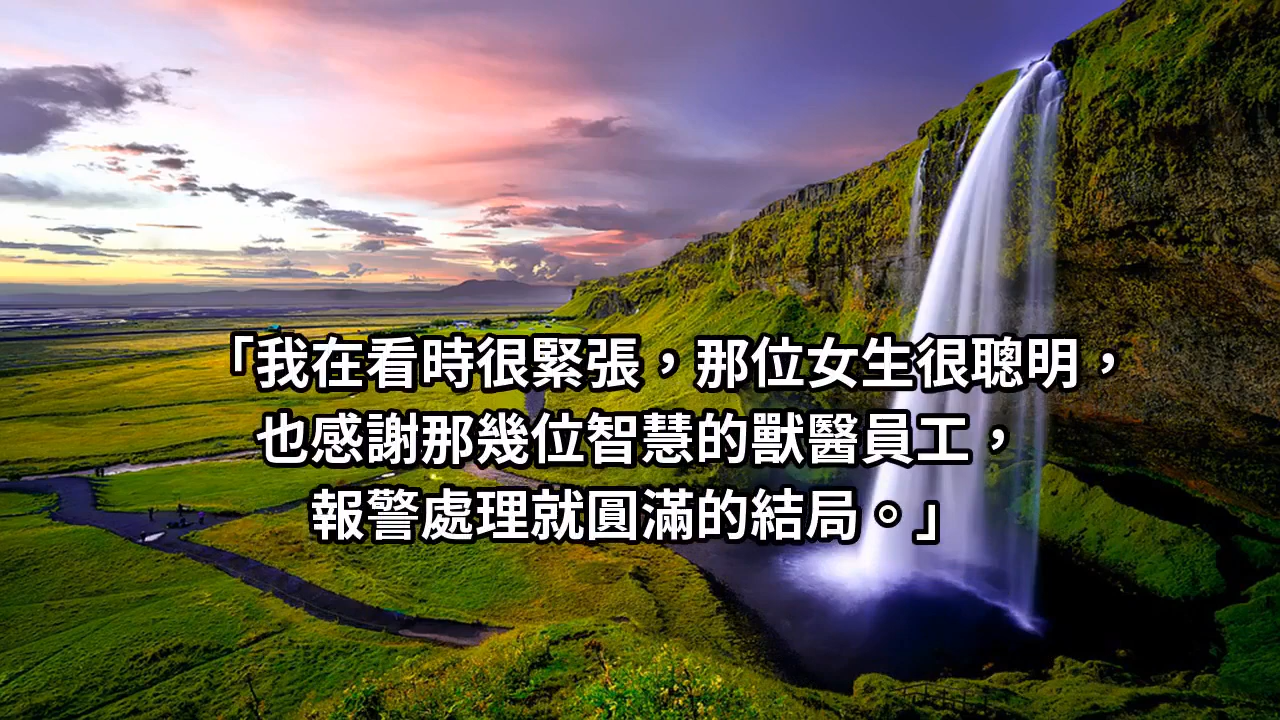 「我在看時很緊張，那位女生很聰明，
也感謝那幾位智慧的獸醫員工，
報警處理就圓滿的結局。」